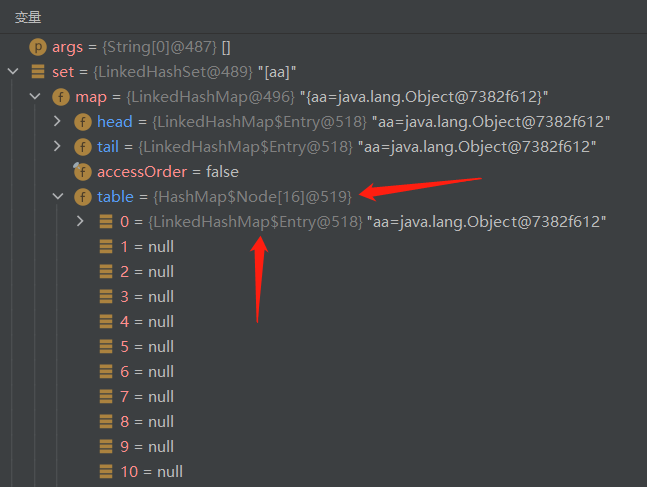 变量
p args = {String[0]@487} []
set = {LinkedHashSet@489} "[aa]"
f map = {LinkedHashMap@496} "{aa=java.lang.Object@7382f612}"
f head = {LinkedHashMap$Entry@518} "aa=java.lang.Object@7382f612"
f tail = {LinkedHashMap$Entry@518} "aa=java.lang.Object@7382f612"
f accessOrder = false
f table = {HashMap$Node[16]@519}
0 = {LinkedHashMap$Entry@518} "aa=java.lang.Object@7382f612"
1 = null
2 = null
3 = null
4 = null
5 = null
6 = null
7 = null
8 = null
9 = null
10 = null